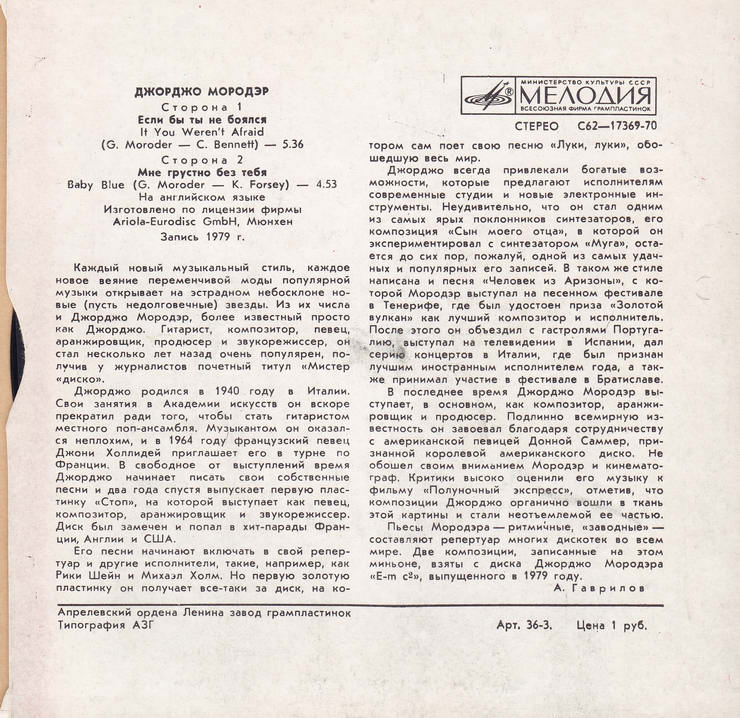 ДЖОРДЖО МОРОДЭР
Сторона 1
Если бы ты не боялся
If You Weren't Afraid
(G. Moroder — C. Bennett) — 5.36
Сторона 2
Мне грустно без тебя
Baby Blue (G. Moroder — K. Forsey) — 4.53
На английском языке
Изготовлено по лицензии фирмы
Ariola-Eurodisc GmbH, Мюнхен
Запись 1979 г.
Каждый новый музыкальный стиль, каждое
новое веяние переменчивой моды популярной
музыки открывает на эстрадном небосклоне но-
вые (пусть недолговечные) звезды. Из их числа
и Джорджо Мородэр, более известный просто
как Джорджо. Гитарист, композитор, певец,
аранжировщик, продюсер и звукорежиссер, он
стал несколько лет назад очень популярен, по-
лучив у журналистов почетный титул «Мистер
«диско».
Джорджо родился в 1940 году в Италии.
Свои занятия в Академии искусств он вскоре
прекратил ради того, чтобы стать гитаристом
местного поп-ансамбля. Музыкантом он оказал-
ся неплохим, и в 1964 году французский певец
Джони Холлидей приглашает его в турне по
Франции. В свободное от выступлений время
Джорджо начинает писать свои собственные
песни и два года спустя выпускает первую плас-
тинку «Стоп», на которой выступает как певец,
композитор, аранжировщик и звукорежиссер.
Диск был замечен и попал в хит-парады Фран-
ции, Англии и США.
Его песни начинают включать в свой репер-
туар и другие исполнители, такие, например, как
Рики Шейн и Михаэл Холм. Но первую золотую
пластинку он получает все-таки за диск, на ко-
МИНИСТЕРСТВО КУЛЬТУРЫ СССР
® МЕЛОДИЯ
ВСЕСОЮЗНАЯ ФИРМА ГРАМПЛАСТИНОК
СТЕРЕО С62—17369-70
тором сам поет свою песню «Луки, луки», обо-
шедшую весь мир.
Джорджо всегда привлекали богатые воз-
можности, которые предлагают исполнителям
современные студии и новые электронные ин-
струменты. Неудивительно, что он стал одним
из самых ярых поклонников синтезаторов, его
композиция «Сын моего отца», в которой он
экспериментировал с синтезатором «Муга», оста-
ется до сих пор, пожалуй, одной из самых удач-
ных и популярных его записей. В таком же стиле
написана и песня «Человек из Аризоны», с ко-
торой Мородэр выступал на песенном фестивале
в Тенерифе, где был удостоен приза «Золотой
вулкан» как лучший композитор и исполнитель.
После этого он объездил с гастролями Португа-
лию, выступал на телевидении в Испании, дал
серию концертов в Италии, где был признан
лучшим иностранным исполнителем года, а так-
же принимал участие в фестивале в Братиславе.
В последнее время Джорджо Мородэр высту-
пает, в основном, как композитор, аранжи-
ровщик и продюсер. Подлинно всемирную из-
вестность он завоевал благодаря сотрудничеству
с американской певицей Донной Саммер, при-
знанной королевой американского диско. Не
обошел своим вниманием Мородэр и кинемато-
граф. Критики высоко оценили его музыку к
фильму «Полуночный экспресс», отметив, что
композиции Джорджо органично вошли в ткань
этой картины и стали неотъемлемой ее частью.
Пьесы Мородэра — ритмичные, «заводные» —
составляют репертуар многих дискотек во всем
мире. Две композиции, записанные на этом
миньоне, взяты с диска Джорджо Мородэра
«E-m c²», выпущенного в 1979 году.
А. Гаврилов
Апрелевский ордена Ленина завод грампластинок
Типография АЗГ
Арт. 36-3. Цена 1 руб.